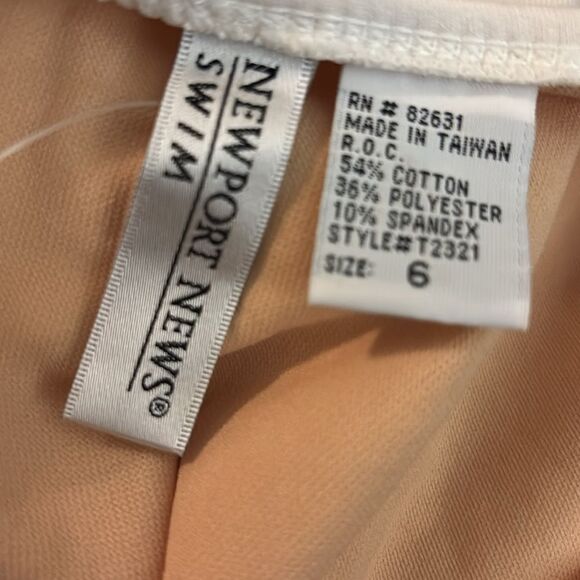 NEWPORT NEWS®
SWIM
RN # 82631
MADE IN TAIWAN
R.O.C.
54% COTTON
36% POLYESTER
10% SPANDEX
STYLE#T2321
SIZE: 6